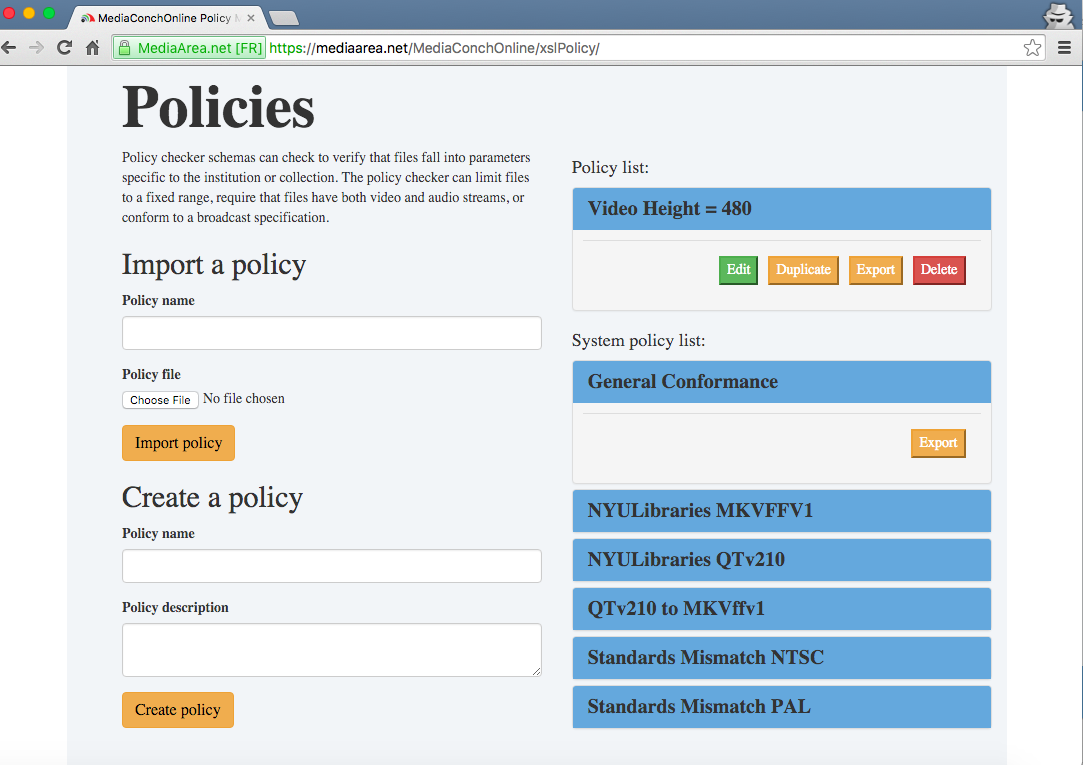 MediaConchOnline Policy M
MediaArea.net [FR] https://mediaarea.net/MediaConchOnline/xslPolicy/
Policies
Policy checker schemas can check to verify that files fall into parameters
specific to the institution or collection. The policy checker can limit files
to a fixed range, require that files have both video and audio streams, or
conform to a broadcast specification.
Import a policy
Policy name
Policy file
Choose File No file chosen
Import policy
Create a policy
Policy name
Policy description
Create policy
Policy list:
Video Height = 480
Edit Duplicate Export Delete
System policy list:
General Conformance
Export
NYULibraries MKVFFV1
NYULibraries QTv210
QTv210 to MKVffv1
Standards Mismatch NTSC
Standards Mismatch PAL